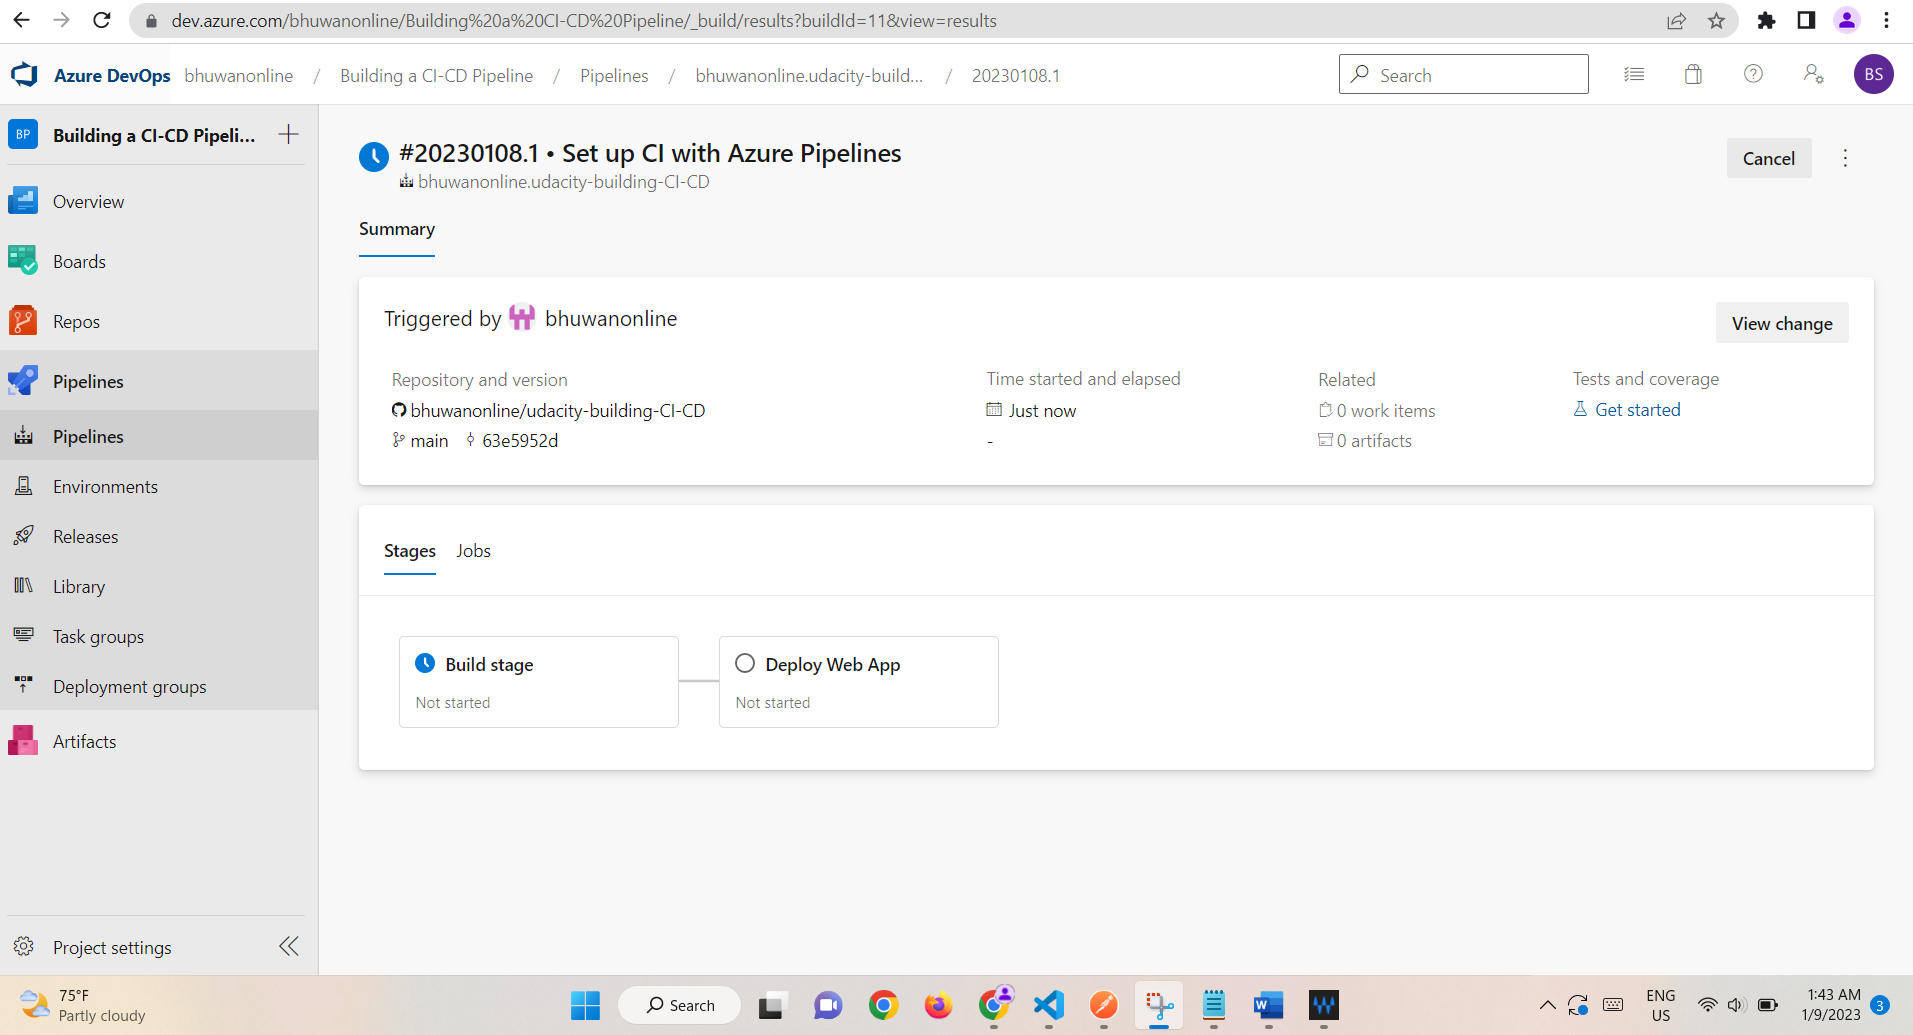 dev.azure.com/bhuwanonline/Building%20a%20CI-CD%20Pipeline/_build/results?buildId=11&view=results
Azure DevOps bhuwanonline / Building a CI-CD Pipeline / Pipelines / bhuwanonline.udacity-build... / 20230108.1
Search
BS
BP Building a CI-CD Pipeli...
Overview
Boards
Repos
Pipelines
Pipelines
Environments
Releases
Library
Task groups
Deployment groups
Artifacts
Project settings
#20230108.1 • Set up CI with Azure Pipelines
bhuwanonline.udacity-building-CI-CD
Cancel
Summary
Triggered by bhuwanonline
View change
Repository and version
bhuwanonline/udacity-building-CI-CD
main 63e5952d
Time started and elapsed
Just now
-
Related
0 work items
0 artifacts
Tests and coverage
Get started
Stages Jobs
Build stage
Not started
Deploy Web App
Not started
75°F
Partly cloudy
Search
W
ENG
US
1:43 AM
1/9/2023
3